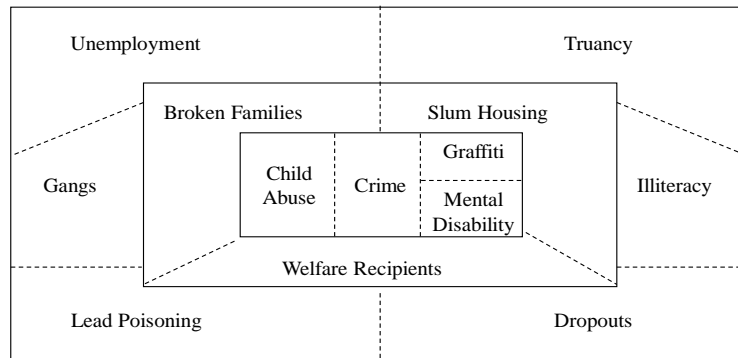 Unemployment
Truancy
Broken Families
Slum Housing
Graffiti
Child
Abuse
Crime
Gangs
Illiteracy
Mental
Disability
Welfare Recipients
Lead Poisoning
Dropouts